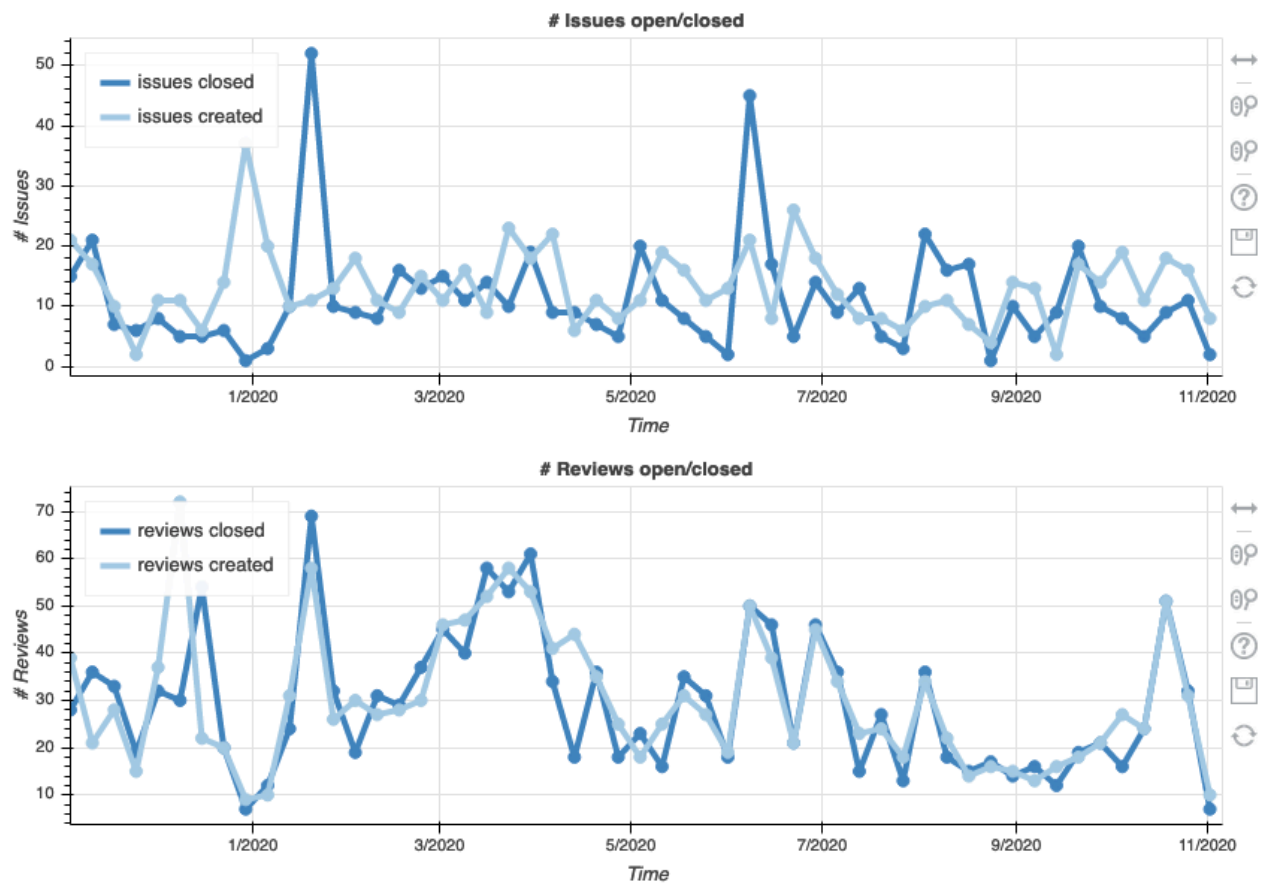 # Issues open/closed
issues closed
issues created
50
40
30
20
10
0
# Issues
1/2020
3/2020
5/2020
7/2020
9/2020
11/2020
Time
?
# Reviews open/closed
reviews closed
reviews created
70
60
50
40
30
20
10
# Reviews
1/2020
3/2020
5/2020
7/2020
9/2020
11/2020
Time
?